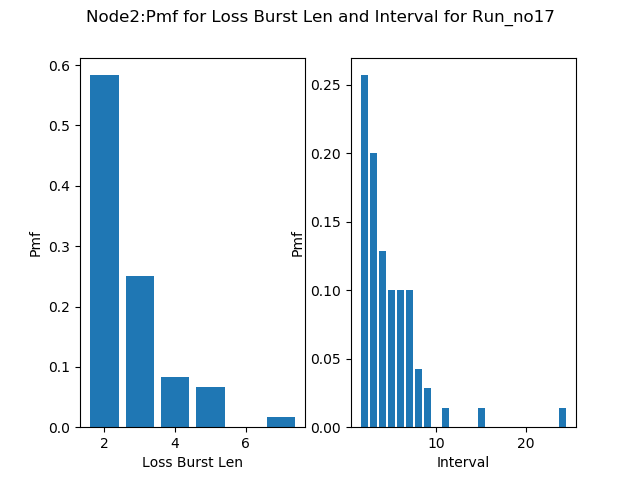 Node2:Pmf for Loss Burst Len and Interval for Run_no17
0.6
0.5
0.4
0.3
0.2
0.1
0.0
Pmf
2 4 6
Loss Burst Len
0.25
0.20
0.15
0.10
0.05
0.00
Pmf
10 20
Interval